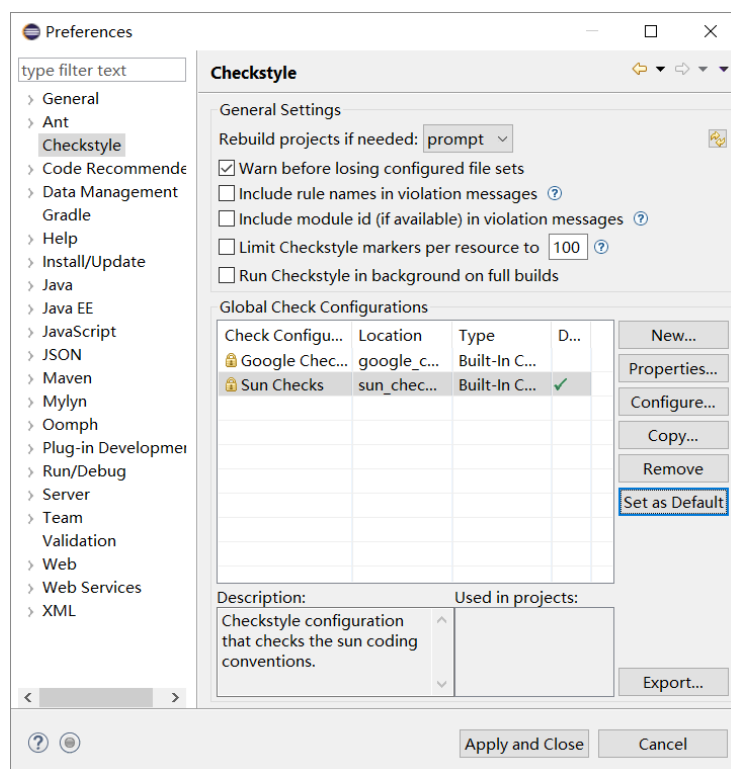 Preferences
type filter text
General
Ant
Checkstyle
Code Recommende
Data Management
Gradle
Help
Install/Update
Java
Java EE
JavaScript
JSON
Maven
Mylyn
Oomph
Plug-in Developmer
Run/Debug
Server
Team
Validation
Web
Web Services
XML
Checkstyle
General Settings
Rebuild projects if needed: prompt
Warn before losing configured file sets
Include rule names in violation messages
Include module id (if available) in violation messages
Limit Checkstyle markers per resource to 100
Run Checkstyle in background on full builds
Global Check Configurations
Check Configu... Location Type D...
Google Chec... google_c... Built-In C...
Sun Checks sun_chec... Built-In C...
New...
Properties...
Configure...
Copy...
Remove
Set as Default
Description:
Checkstyle configuration
that checks the sun coding
conventions.
Used in projects:
Export...
Apply and Close
Cancel